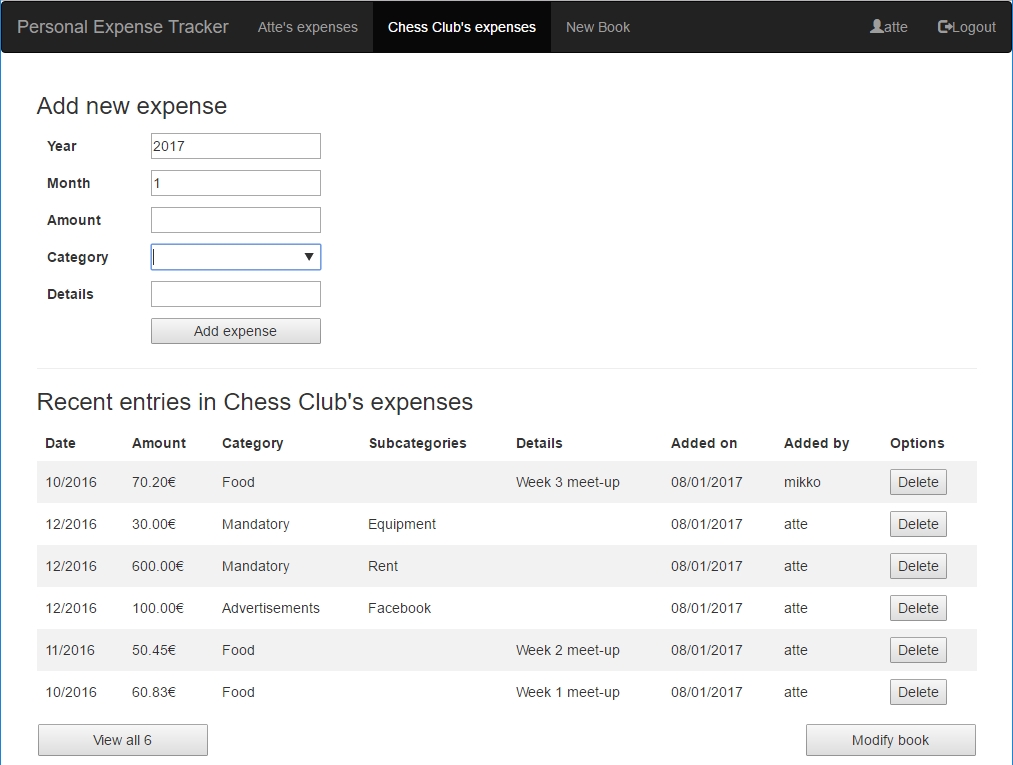 Personal Expense Tracker Atte's expenses Chess Club's expenses New Book atte Logout
Add new expense
Year 2017
Month 1
Amount
Category
Details
Add expense
Recent entries in Chess Club's expenses
Date Amount Category Subcategories Details Added on Added by Options
10/2016 70.20€ Food Week 3 meet-up 08/01/2017 mikko Delete
12/2016 30.00€ Mandatory Equipment 08/01/2017 atte Delete
12/2016 600.00€ Mandatory Rent 08/01/2017 atte Delete
12/2016 100.00€ Advertisements Facebook 08/01/2017 atte Delete
11/2016 50.45€ Food Week 2 meet-up 08/01/2017 atte Delete
10/2016 60.83€ Food Week 1 meet-up 08/01/2017 atte Delete
View all 6 Modify book